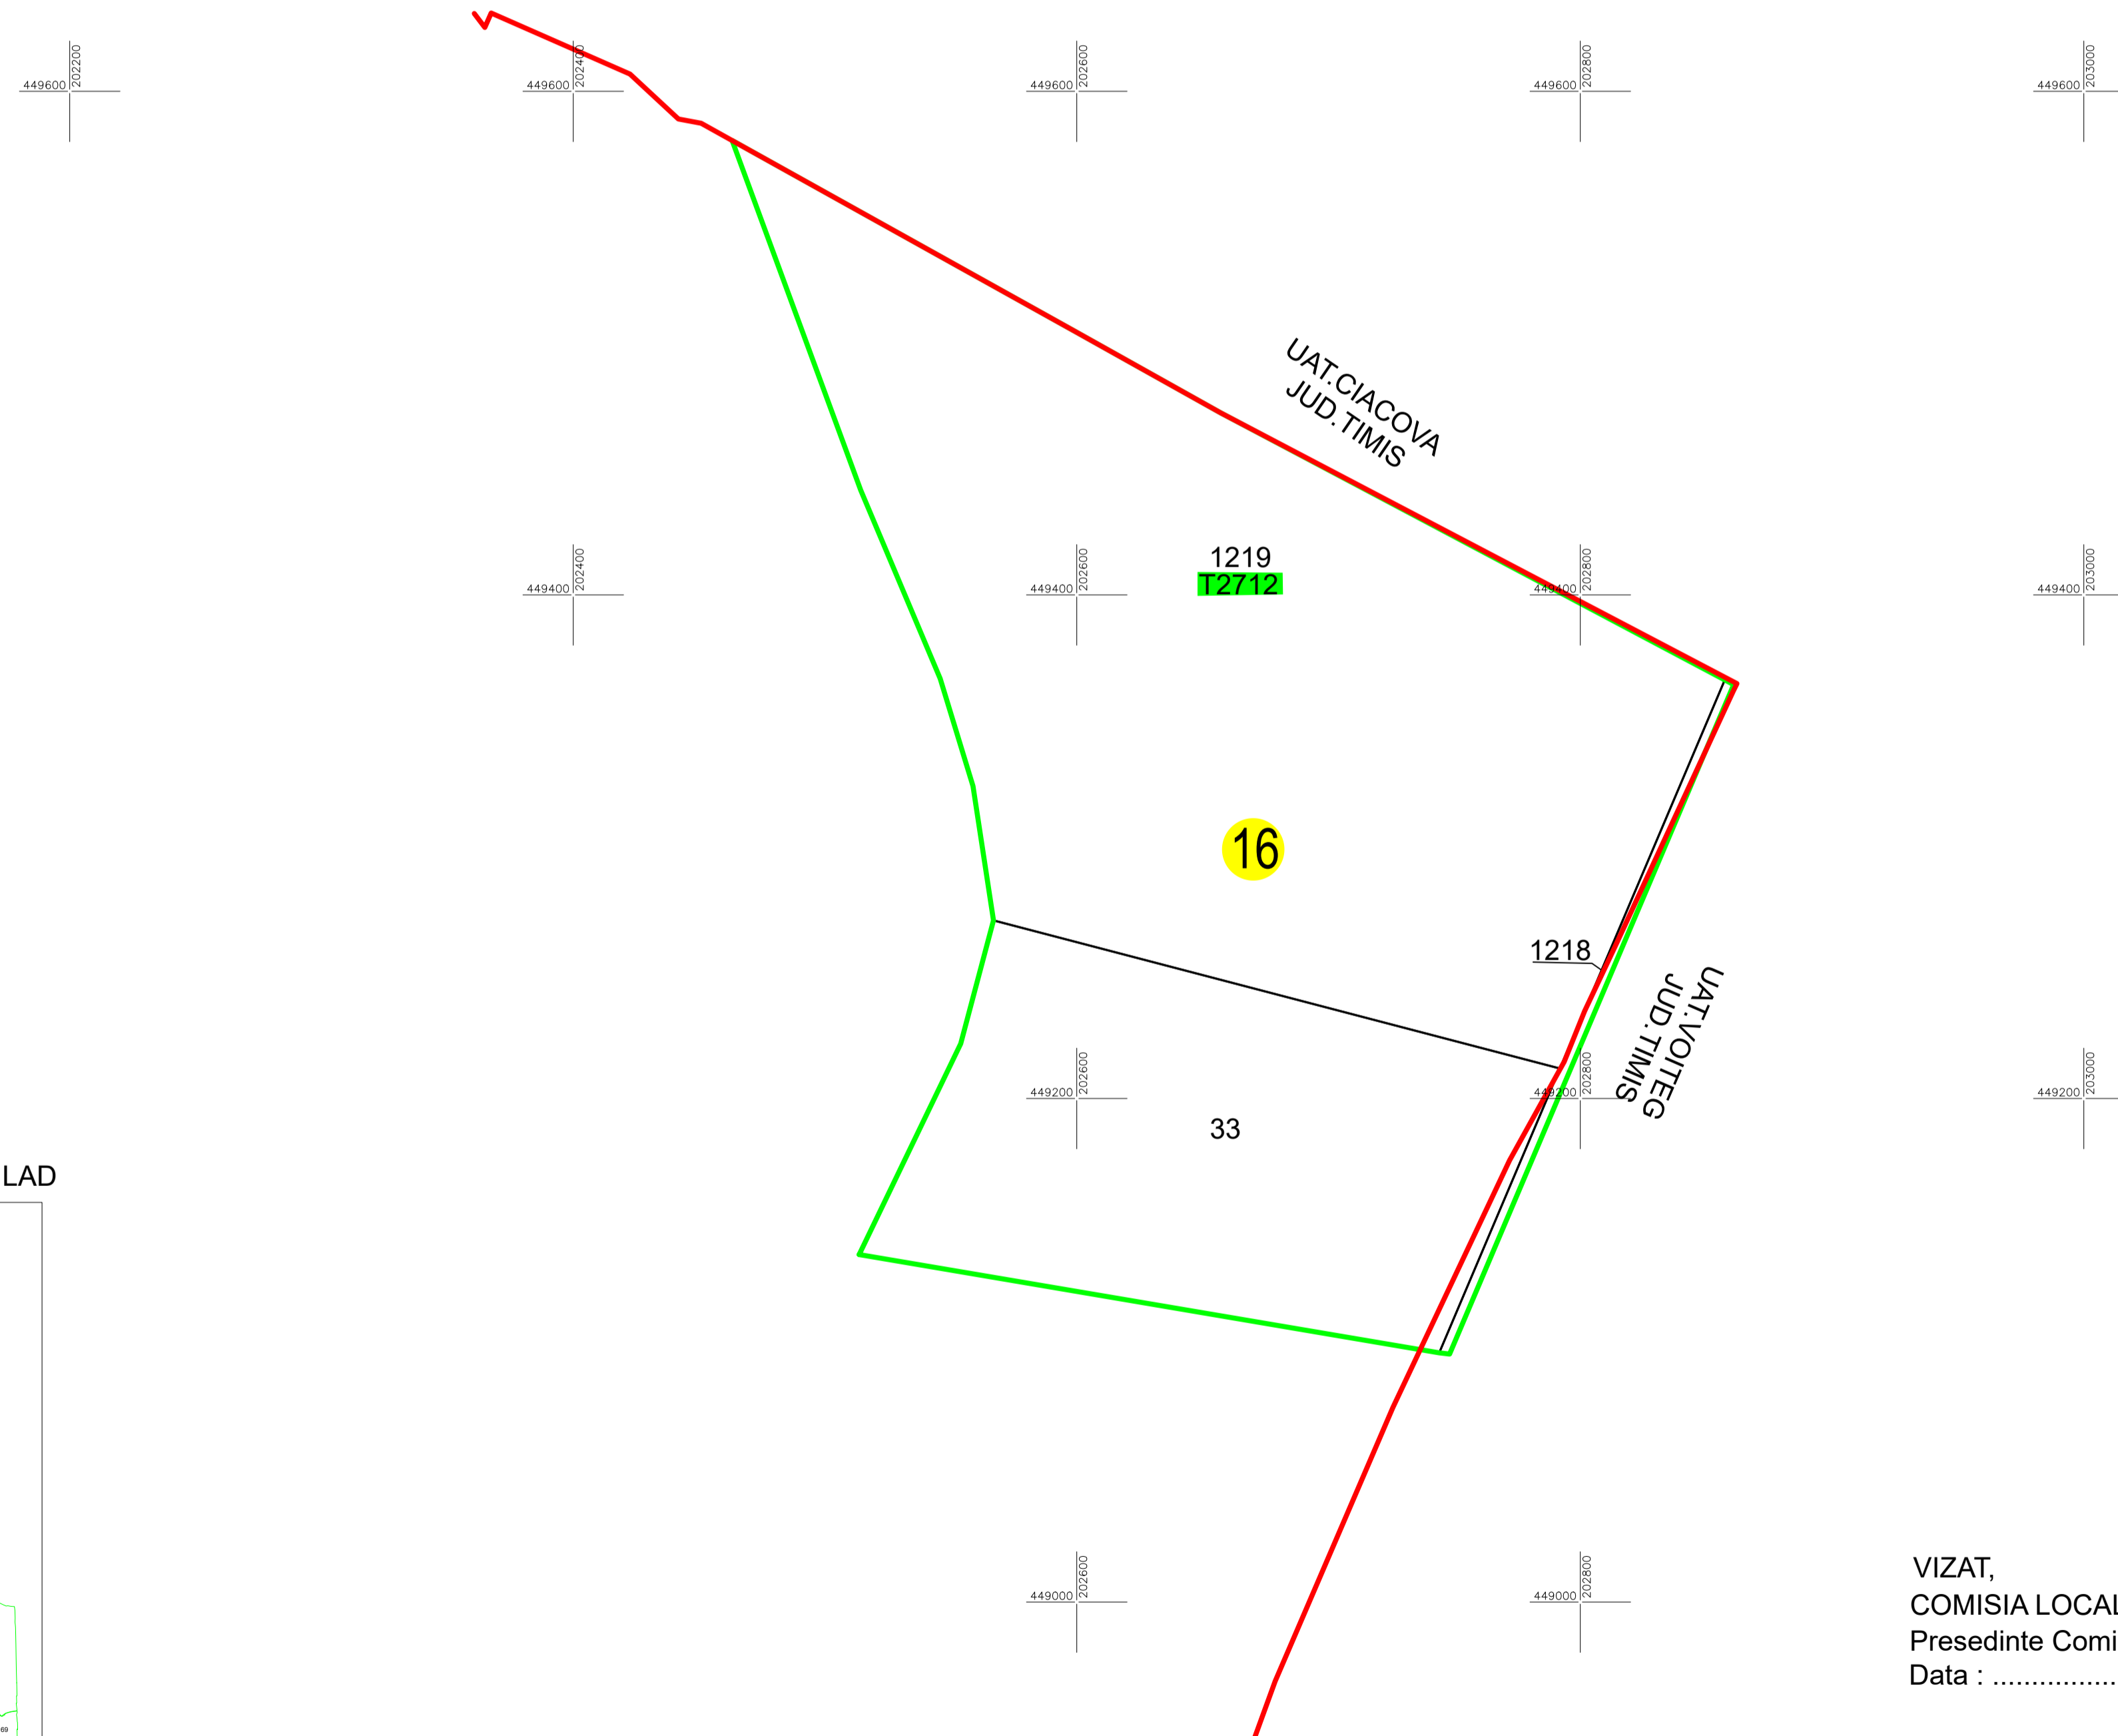 449600 202200
449600 202400
449600 202600
449600 202800
449600 203000
UAT.CIACOVA
JUD.TIMIS
1219
T2712
449400 202400
449400 202600
449400 202800
449400 203000
16
1218
UAT.VOITEG
JUD. TIMIS
449200 202600
449200 202800
449200 203000
33
LAD
449000 202600
449000 202800
VIZAT,
COMISIA LOCAL
Presedinte Comi
Data : ................
69